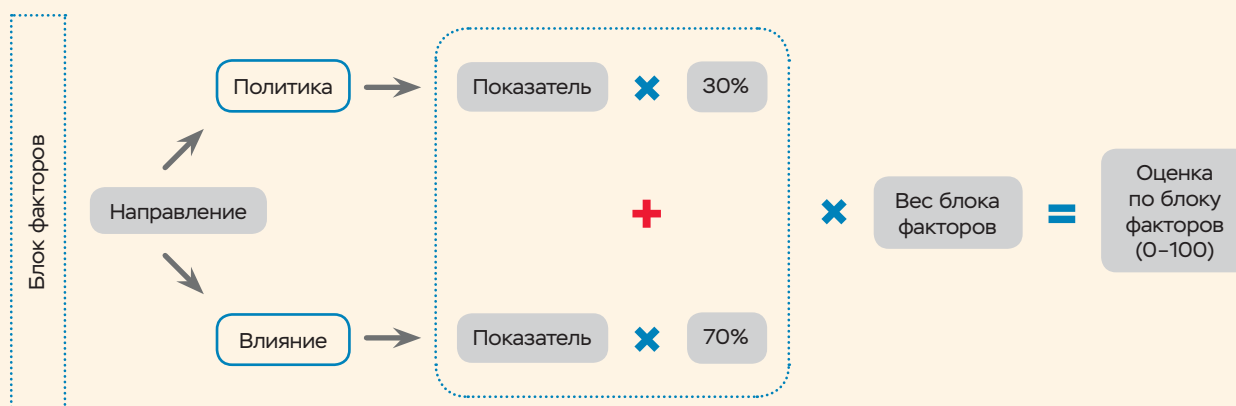 Блок факторов
Направление
Политика
Показатель
30%
Влияние
Показатель
70%
Вес блока
факторов
Оценка
по блоку
факторов
(0–100)